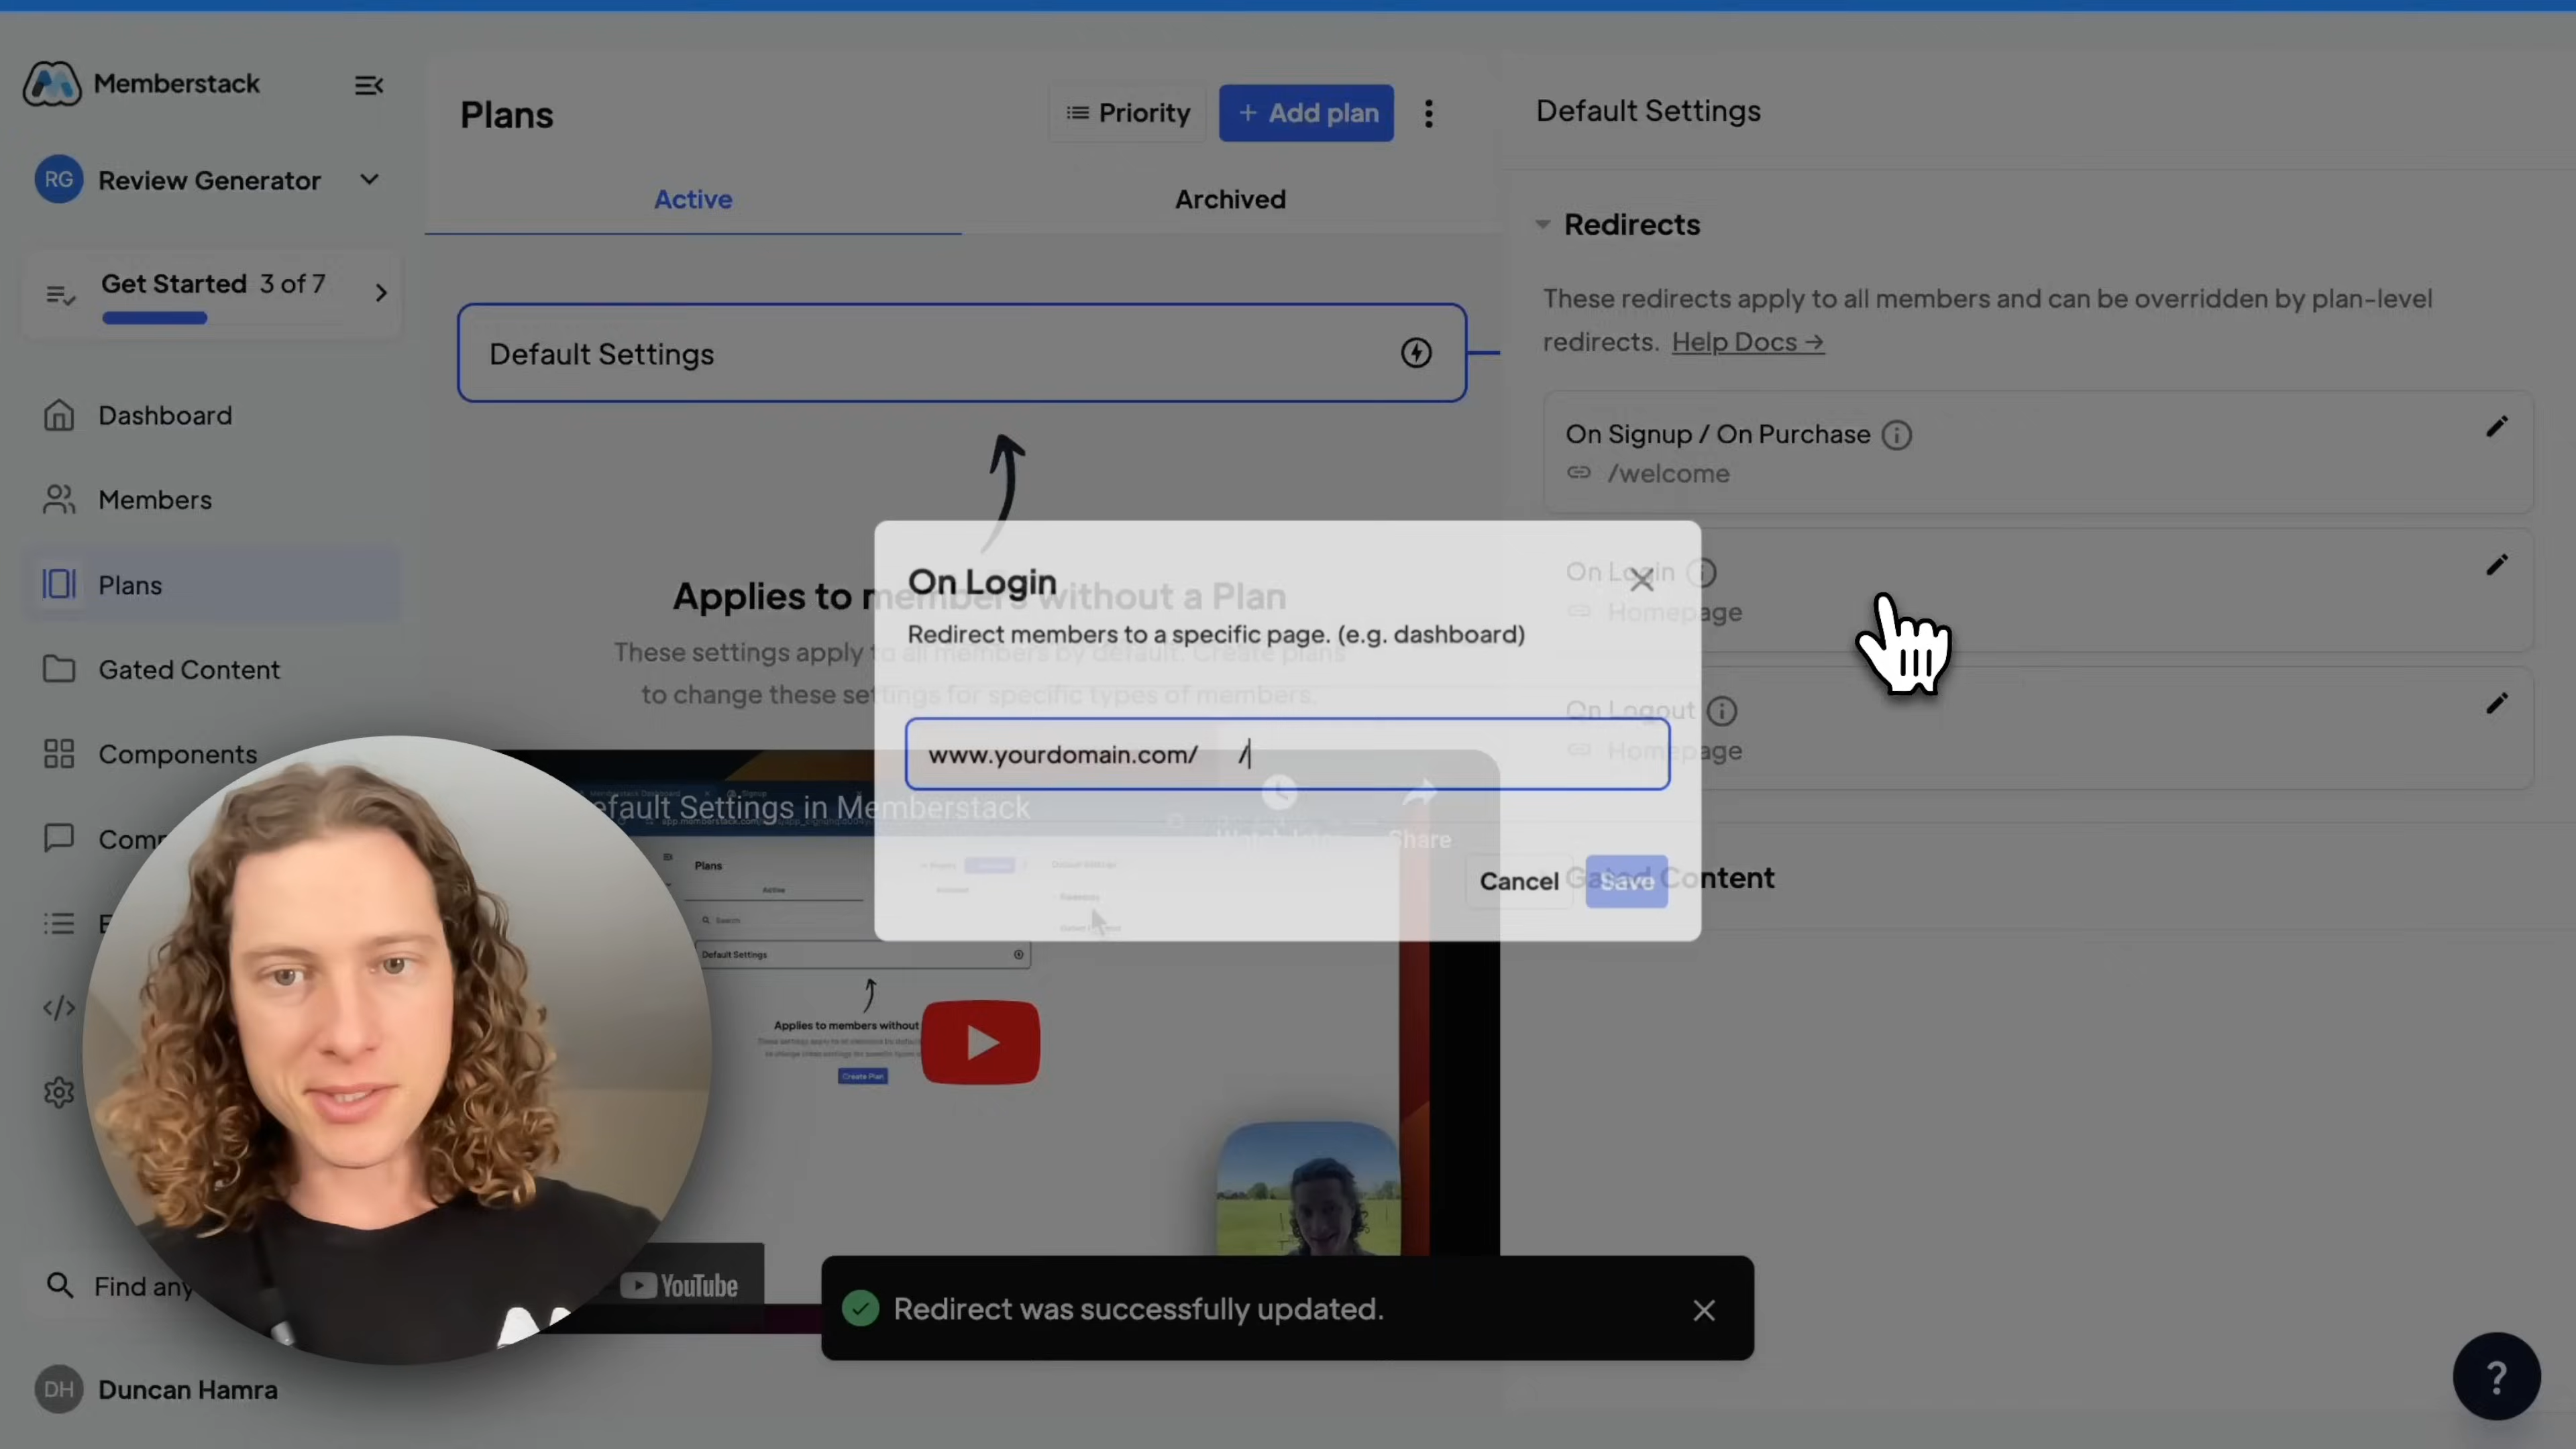 Memberstack
RG Review Generator
Get Started 3 of 7
Dashboard
Members
Plans
Gated Content
Components
Find any
DH Duncan Hamra
Plans
Priority
+ Add plan
Active
Archived
Default Settings
Applies to members without a Plan
These settings apply to all members by default. Create plans
to change these settings for specific types of members.
efault Settings in Memberstack
Share
Plans
Active
Search
Default Settings
Applies to members without
Create Plan
YouTube
On Login
Redirect members to a specific page. (e.g. dashboard)
www.yourdomain.com/ /
Cancel
Save
Redirect was successfully updated.
Default Settings
Redirects
These redirects apply to all members and can be overridden by plan-level
redirects. Help Docs →
On Signup / On Purchase
/welcome
On Login
Homepage
On Logout
Homepage
Gated Content
?